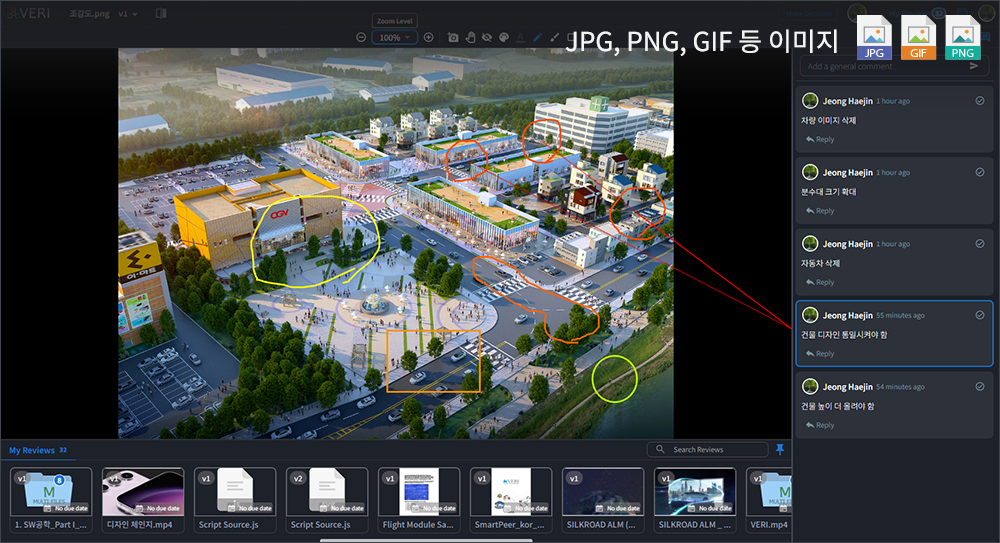 VERI
조감도.png v1
Zoom Level
100%
JPG, PNG, GIF 등 이미지
JPG
GIF
PNG
Add a general comment
Jeong Haejin 1 hour ago
차량 이미지 삭제
Reply
Jeong Haejin 1 hour ago
분수대 크기 확대
Reply
Jeong Haejin 1 hour ago
자동차 삭제
Reply
Jeong Haejin 55 minutes ago
건물 디자인 통일시켜야 함
Reply
Jeong Haejin 54 minutes ago
건물 높이 더 올려야 함
Reply
CGV
My Reviews 32
Search Reviews
v1
8
M
MULTI FILES
No due date
1. SW공학_Part I_...
v1
No due date
디자인 체인지.mp4
v1
No due date
Script Source.js
v2
No due date
Script Source.js
v1
No due date
Flight Module Sa...
v1
VERI
No due date
SmartPeer_kor_...
v1
No due date
SILKROAD ALM (...
v1
No due date
SILKROAD ALM _ ...
v1
M
MULTI FILES
No due date
VERI.mp4